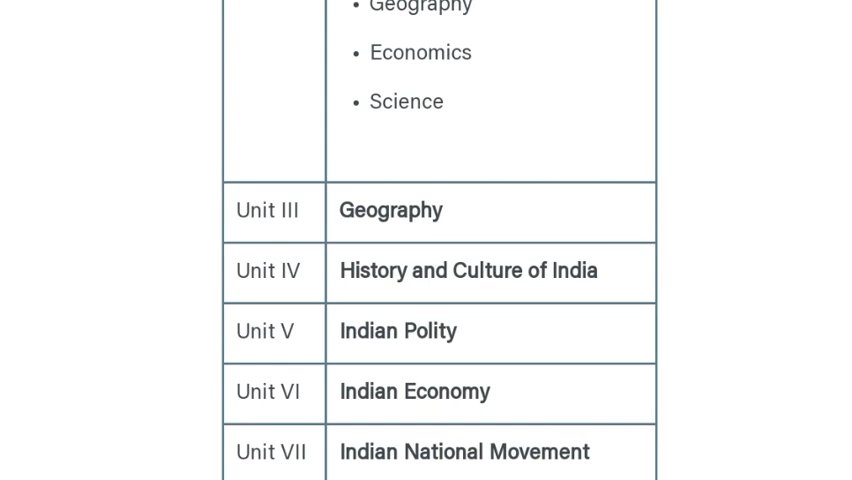 • Geography
• Economics
• Science
Unit III Geography
Unit IV History and Culture of India
Unit V Indian Polity
Unit VI Indian Economy
Unit VII Indian National Movement